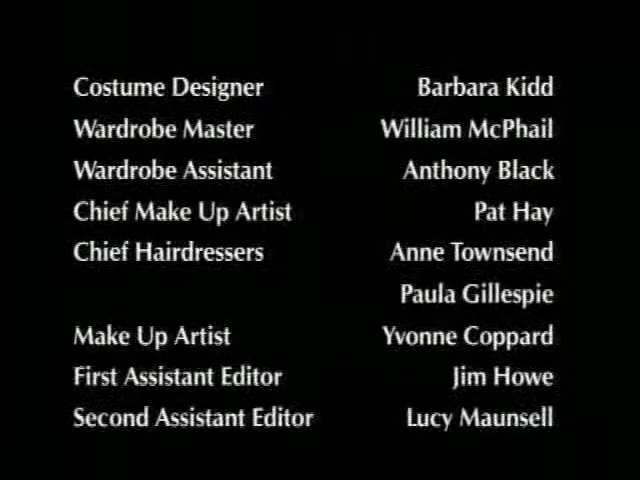 Costume Designer Barbara Kidd
Wardrobe Master William McPhail
Wardrobe Assistant Anthony Black
Chief Make Up Artist Pat Hay
Chief Hairdressers Anne Townsend
Paula Gillespie
Make Up Artist Yvonne Coppard
First Assistant Editor Jim Howe
Second Assistant Editor Lucy Maunsell